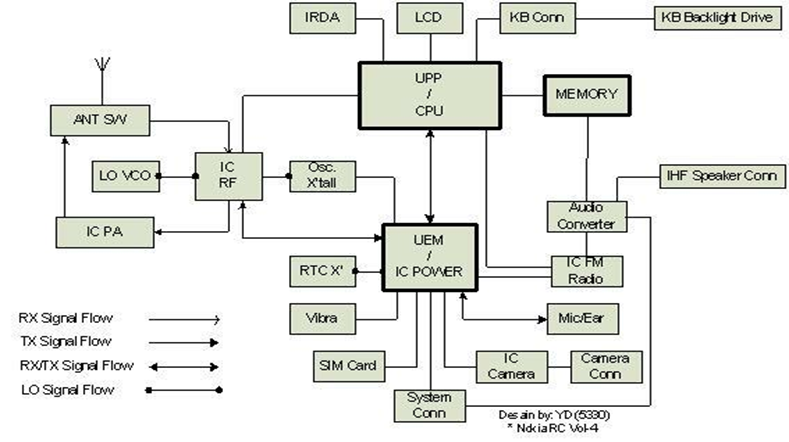 IRDA
LCD
KB Conn
KB Backlight Drive
UPP
/
CPU
MEMORY
ANT S/W
LO VCO
IC
RF
Osc.
X'tall
IHF Speaker Conn
Audio
Converter
IC PA
UEM
/
IC POWER
RTC X'
IC FM
Radio
Vibra
Mic/Ear
SIM Card
IC
Camera
Camera
Conn
System
Conn
RX Signal Flow
TX Signal Flow
RX/TX Signal Flow
LO Signal Flow
Desain by: YD (5330)
* Nokia RC Vol-4